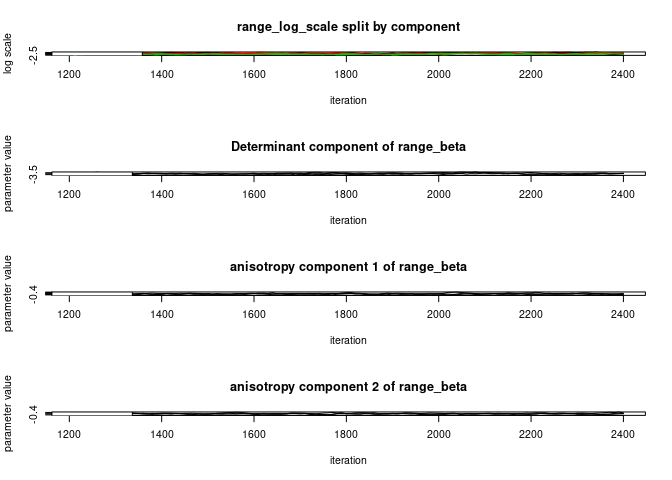 range_log_scale split by component
log scale
-2.5
1200 1400 1600 1800 2000 2200 2400
iteration
Determinant component of range_beta
parameter value
-3.5
1200 1400 1600 1800 2000 2200 2400
iteration
anisotropy component 1 of range_beta
parameter value
-0.4
1200 1400 1600 1800 2000 2200 2400
iteration
anisotropy component 2 of range_beta
parameter value
-0.4
1200 1400 1600 1800 2000 2200 2400
iteration